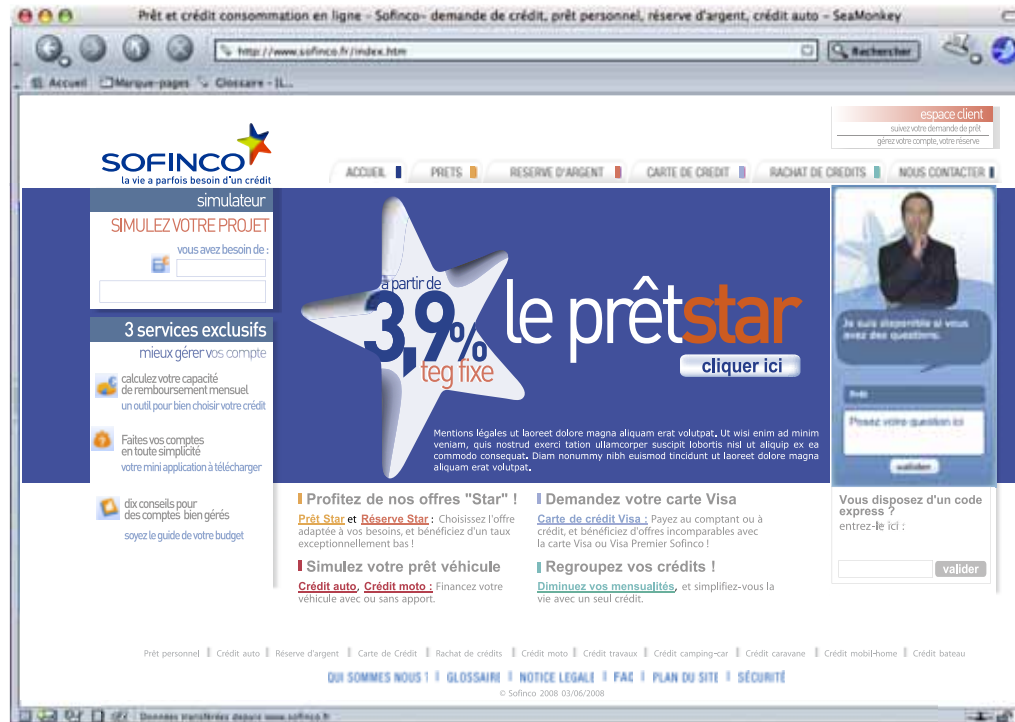 Prêt et crédit consommation en ligne - Sofinco- demande de crédit, prêt personnel, réserve d'argent, crédit auto - SeaMonkey
http://www.sofinco.fr/index.htm
Rechercher
Accueil Marque-pages Glossaire - IL...
espace client
suivez votre demande de prêt
gérez votre compte, votre réserve
SOFINCO
la vie a parfois besoin d'un crédit
ACCUEIL PRETS RESERVE D'ARGENT CARTE DE CREDIT RACHAT DE CREDITS NOUS CONTACTER
simulateur
SIMULEZ VOTRE PROJET
vous avez besoin de :
3 services exclusifs
mieux gérer vos compte
calculez votre capacité
de remboursement mensuel
un outil pour bien choisir votre crédit
Faites vos comptes
en toute simplicité
votre mini application à télécharger
dix conseils pour
des comptes bien gérés
soyez le guide de votre budget
à partir de
3,9%
teg fixe
le prêtstar
cliquer ici
Mentions légales ut laoreet dolore magna aliquam erat volutpat. Ut wisi enim ad minim
veniam, quis nostrud exerci tation ullamcorper suscipit lobortis nisl ut aliquip ex ea
commodo consequat. Diam nonummy nibh euismod tincidunt ut laoreet dolore magna
aliquam erat volutpat.
Je suis disponible si vous
avez des questions.
Prêt
Posez votre question ici
valider
Profitez de nos offres "Star" !
Prêt Star et Réserve Star : Choisissez l'offre
adaptée à vos besoins, et bénéficiez d'un taux
exceptionnellement bas !
Simulez votre prêt véhicule
Crédit auto, Crédit moto : Financez votre
véhicule avec ou sans apport.
Demandez votre carte Visa
Carte de crédit Visa : Payez au comptant ou à
crédit, et bénéficiez d'offres incomparables avec
la carte Visa ou Visa Premier Sofinco !
Regroupez vos crédits !
Diminuez vos mensualités, et simplifiez-vous la
vie avec un seul crédit.
Vous disposez d'un code
express ?
entrez-le ici :
valider
Prêt personnel Crédit auto Réserve d'argent Carte de Crédit Rachat de crédits Crédit moto Crédit travaux Crédit camping-car Crédit caravane Crédit mobil-home Crédit bateau
QUI SOMMES NOUS ? GLOSSAIRE NOTICE LEGALE FAQ PLAN DU SITE SÉCURITÉ
© Sofinco 2008 03/06/2008
Données transférées depuis www.sofinco.fr